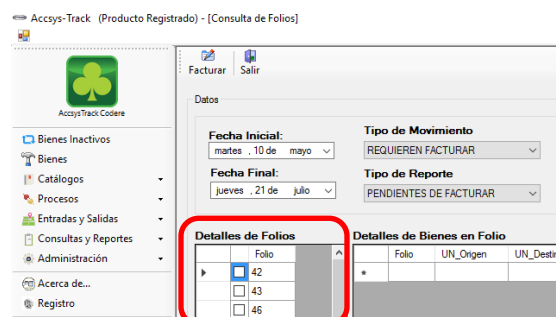 Accsys-Track (Producto Registrado) - [Consulta de Folios]
Facturar Salir
AccsysTrack Codere
Bienes Inactivos
Bienes
Catálogos
Procesos
Entradas y Salidas
Consultas y Reportes
Administración
Acerca de...
Registro
Datos
Fecha Inicial:
martes , 10 de mayo
Fecha Final:
jueves , 21 de julio
Tipo de Movimiento
REQUIEREN FACTURAR
Tipo de Reporte
PENDIENTES DE FACTURAR
Detalles de Folios
Folio
42
43
46
Detalles de Bienes en Folio
Folio UN_Origen UN_Destin